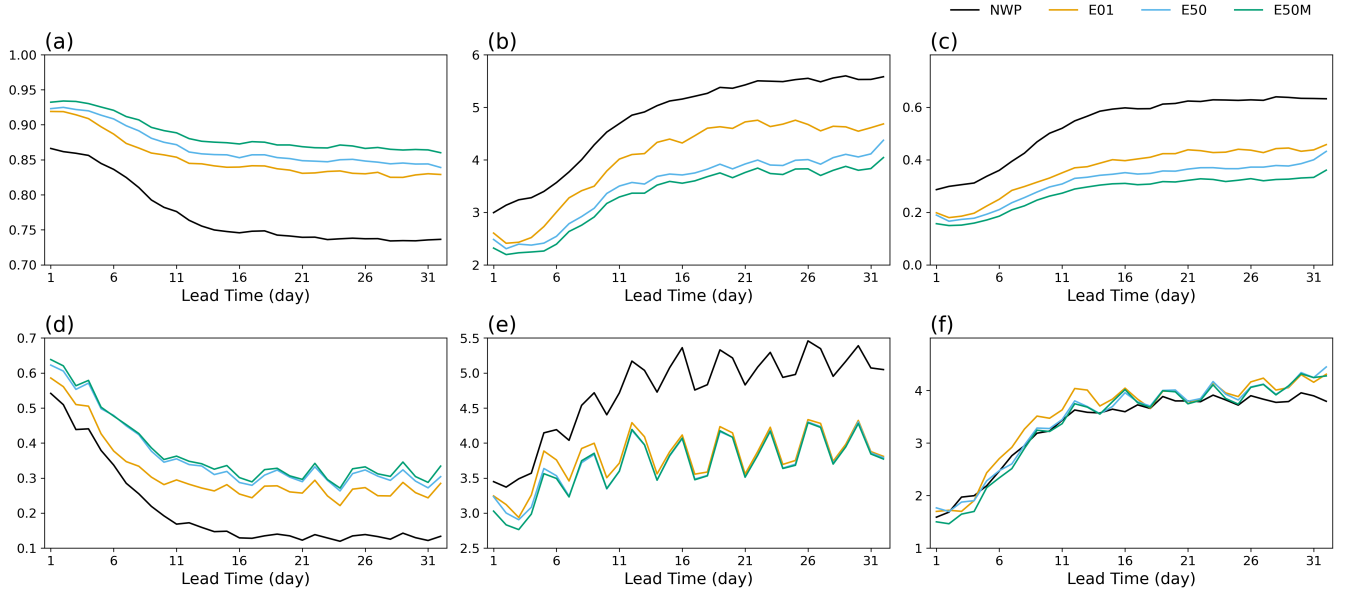 NWP E01 E50 E50M
(a) (b) (c)
1.00
0.95
0.90
0.85
0.80
0.75
0.70
1 6 11 16 21 26 31
Lead Time (day)
6
5
4
3
2
1 6 11 16 21 26 31
Lead Time (day)
0.6
0.4
0.2
0.0
1 6 11 16 21 26 31
Lead Time (day)
(d) (e) (f)
0.7
0.6
0.5
0.4
0.3
0.2
0.1
1 6 11 16 21 26 31
Lead Time (day)
5.5
5.0
4.5
4.0
3.5
3.0
2.5
1 6 11 16 21 26 31
Lead Time (day)
4
3
2
1
1 6 11 16 21 26 31
Lead Time (day)